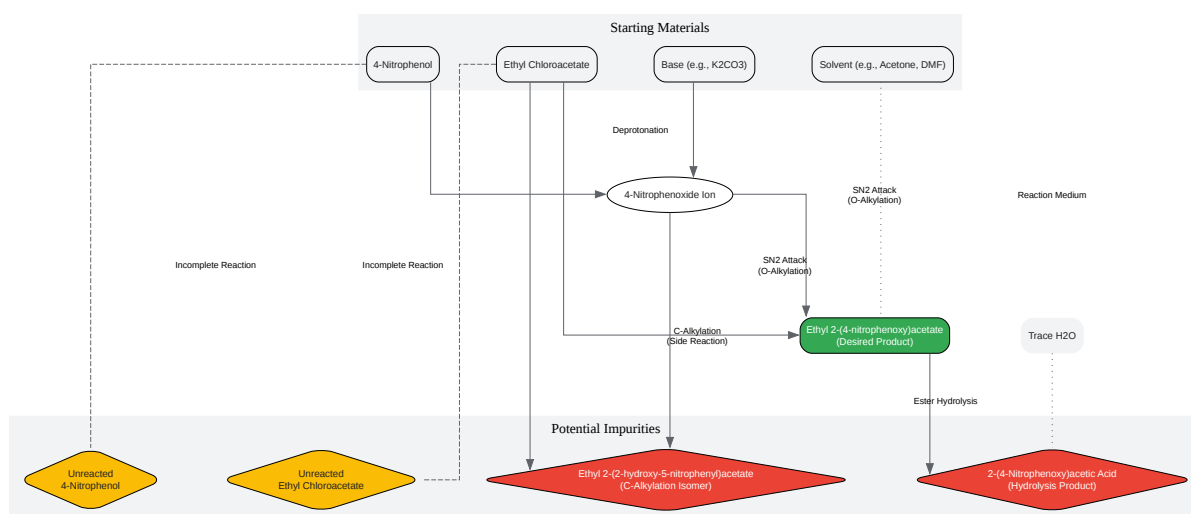 Starting Materials
4-Nitrophenol
Ethyl Chloroacetate
Base (e.g., K2CO3)
Solvent (e.g., Acetone, DMF)
Deprotonation
4-Nitrophenoxide Ion
SN2 Attack
(O-Alkylation)
Reaction Medium
Incomplete Reaction
Incomplete Reaction
SN2 Attack
(O-Alkylation)
C-Alkylation
(Side Reaction)
Ethyl 2-(4-nitrophenoxy)acetate
(Desired Product)
Trace H2O
Ester Hydrolysis
Potential Impurities
Unreacted
4-Nitrophenol
Unreacted
Ethyl Chloroacetate
Ethyl 2-(2-hydroxy-5-nitrophenyl)acetate
(C-Alkylation Isomer)
2-(4-Nitrophenoxy)acetic Acid
(Hydrolysis Product)